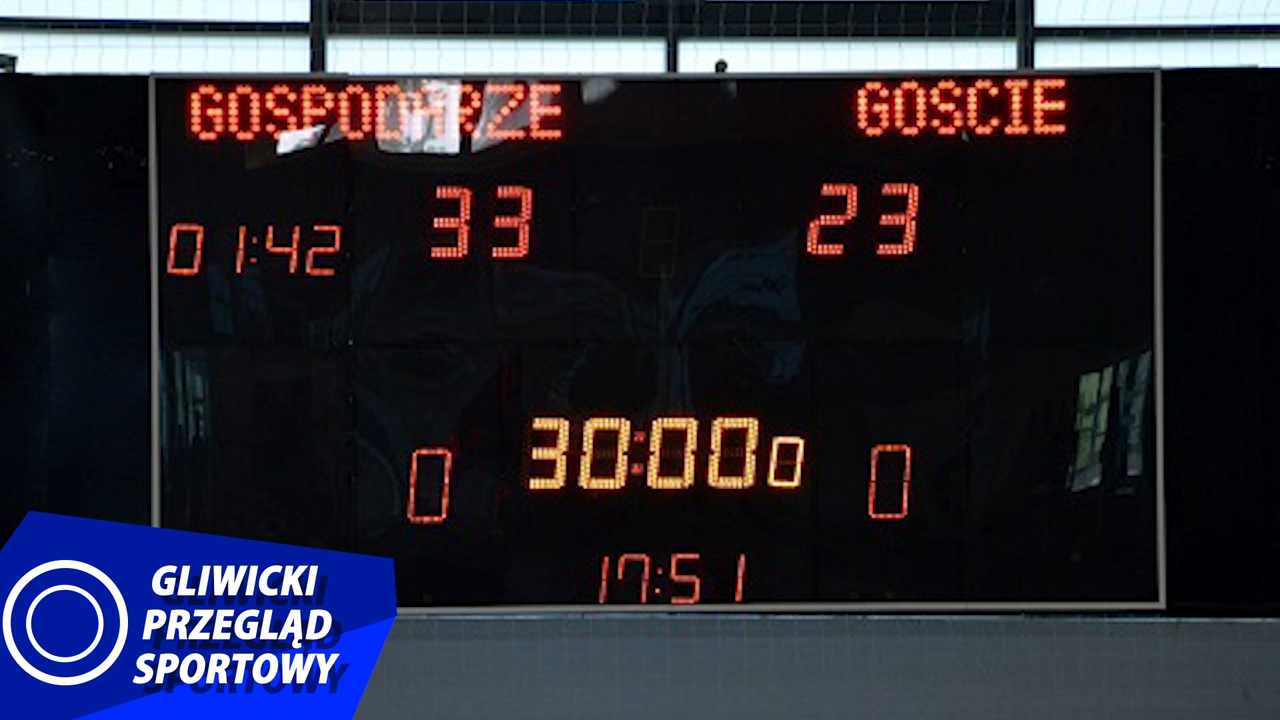 GOSPODARZE GOSCIE
33 23
01:42
30:000
0 0
17:51
GLIWICKI
PRZEGLĄD
SPORTOWY